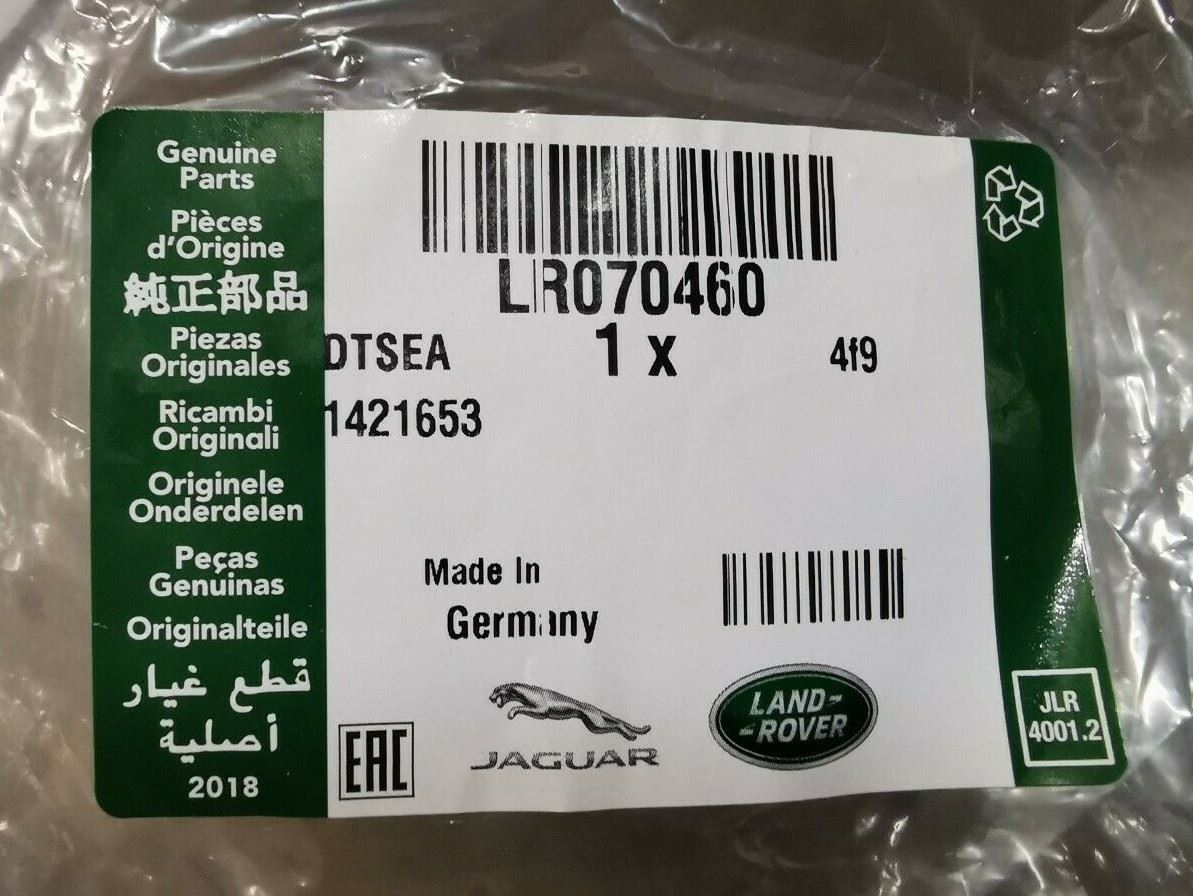 Genuine
Parts
Pièces
d'Origine
純正部品
Piezas
Originales
Ricambi
Originali
Originele
Onderdelen
Peças
Genuinas
Originalteile
قطع غيار
أصلية
2018
LR070460
DTSEA
1 x
4f9
1421653
Made In
Germany
EAC
JAGUAR
LAND-
-ROVER
JLR
4001.2